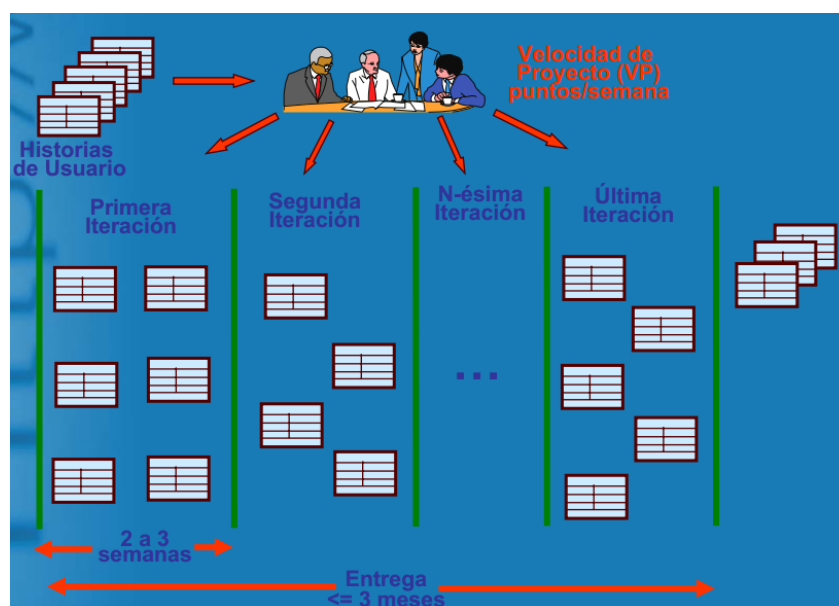 Velocidad de
Proyecto (VP)
puntos/semana
Historias
de Usuario
Primera
Iteración
Segunda
Iteración
N-ésima
Iteración
Última
Iteración
...
2 a 3
semanas
Entrega
<= 3 meses